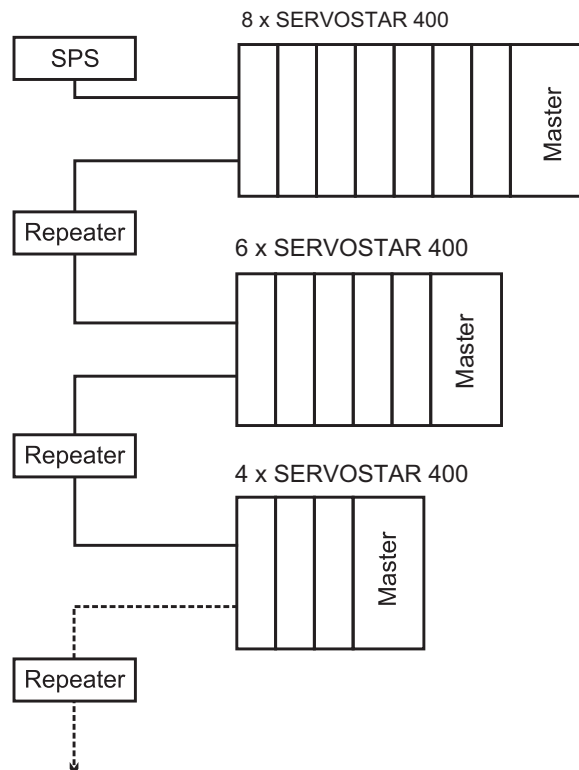 8 x SERVOSTAR 400
SPS
Master
Repeater
6 x SERVOSTAR 400
Master
Repeater
4 x SERVOSTAR 400
Master
Repeater